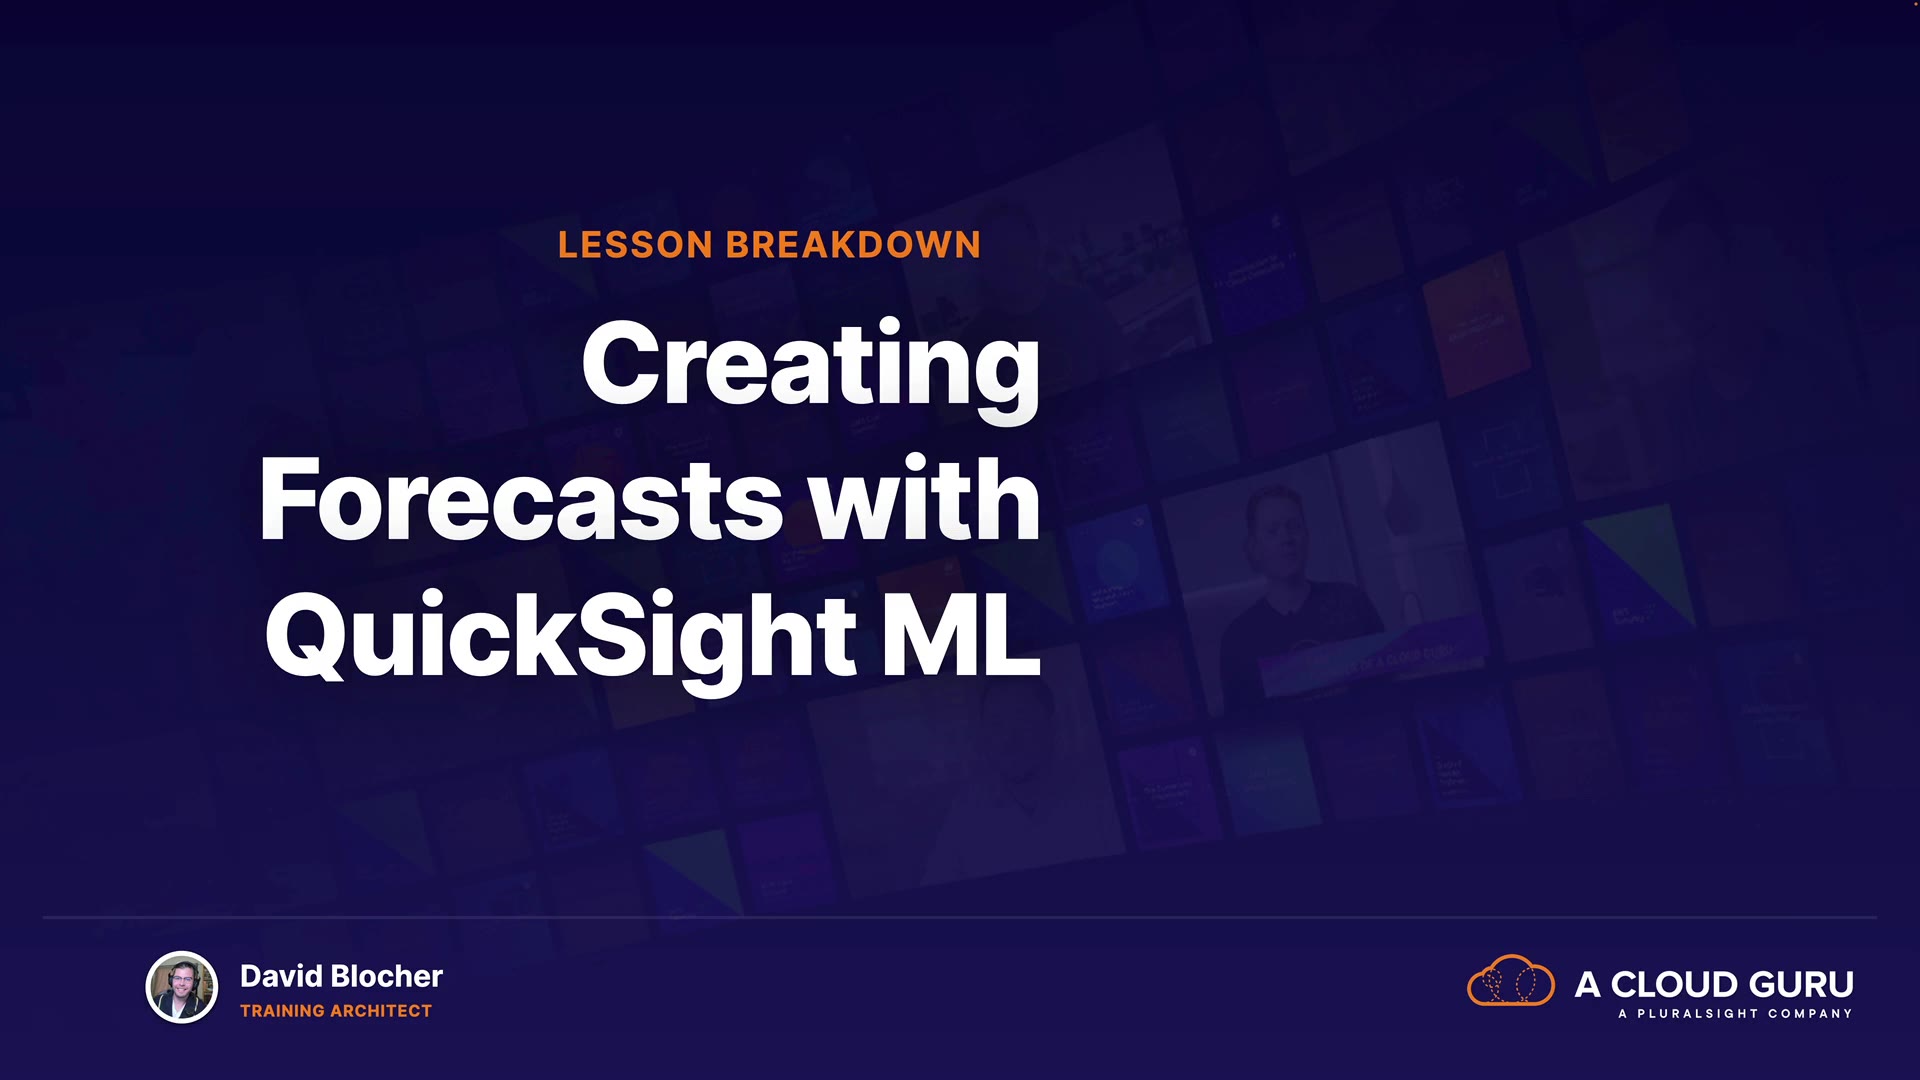 LESSON BREAKDOWN
Creating
Forecasts with
QuickSight ML
David Blocher
TRAINING ARCHITECT
A CLOUD GURU
A PLURALSIGHT COMPANY